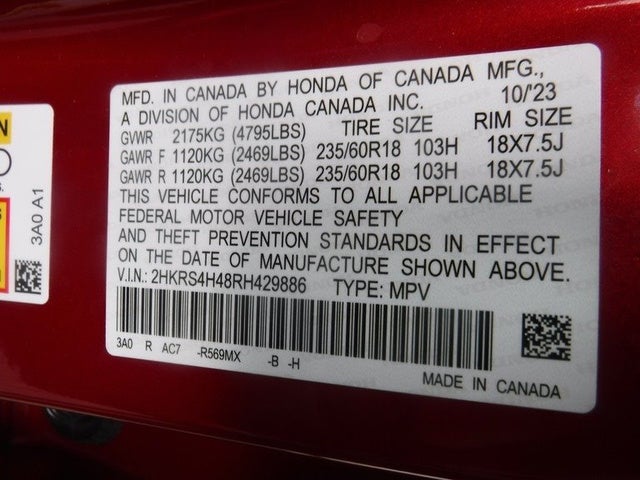 MFD. IN CANADA BY HONDA OF CANADA MFG.,
A DIVISION OF HONDA CANADA INC. 10/'23
GVWR 2175KG (4795LBS) TIRE SIZE RIM SIZE
GAWR F 1120KG (2469LBS) 235/60R18 103H 18X7.5J
GAWR R 1120KG (2469LBS) 235/60R18 103H 18X7.5J
THIS VEHICLE CONFORMS TO ALL APPLICABLE
FEDERAL MOTOR VEHICLE SAFETY
AND THEFT PREVENTION STANDARDS IN EFFECT
ON THE DATE OF MANUFACTURE SHOWN ABOVE.
V.I.N.: 2HKRS4H48RH429886 TYPE: MPV
3A0 R AC7 -R569MX -B -H
MADE IN CANADA
3A0 A1